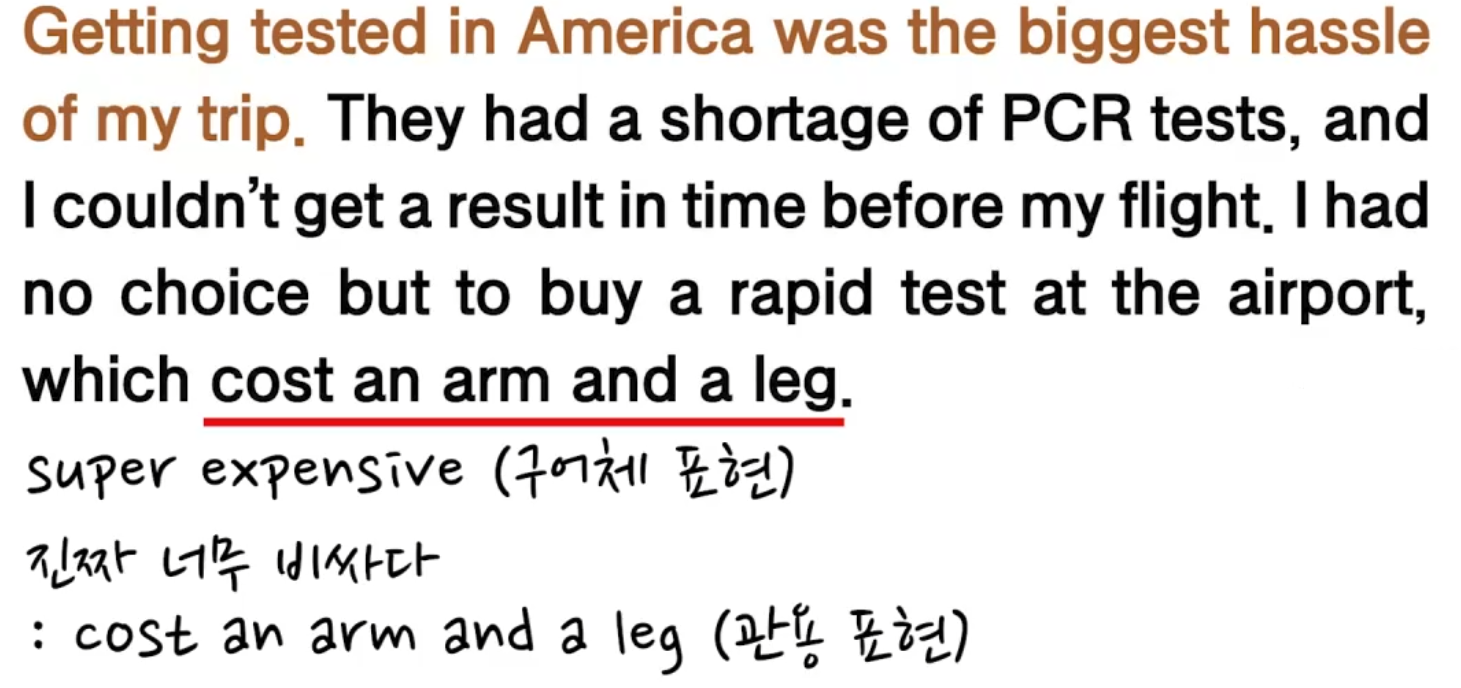 Getting tested in America was the biggest hassle
of my trip. They had a shortage of PCR tests, and
I couldn't get a result in time before my flight. I had
no choice but to buy a rapid test at the airport,
which cost an arm and a leg.
super expensive (구어체 표현)
진짜 너무 비싸다
: cost an arm and a leg (관용 표현)